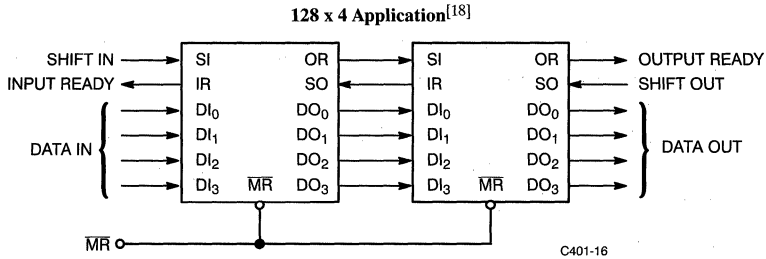 128 x 4 Application[18]
SHIFT IN SI OR SI OR OUTPUT READY
INPUT READY IR SO IR SO SHIFT OUT
DI0 DO0 DI0 DO0
DI1 DO1 DI1 DO1
DATA IN DATA OUT
DI2 DO2 DI2 DO2
DI3 MR DO3 DI3 MR DO3
MR
C401-16